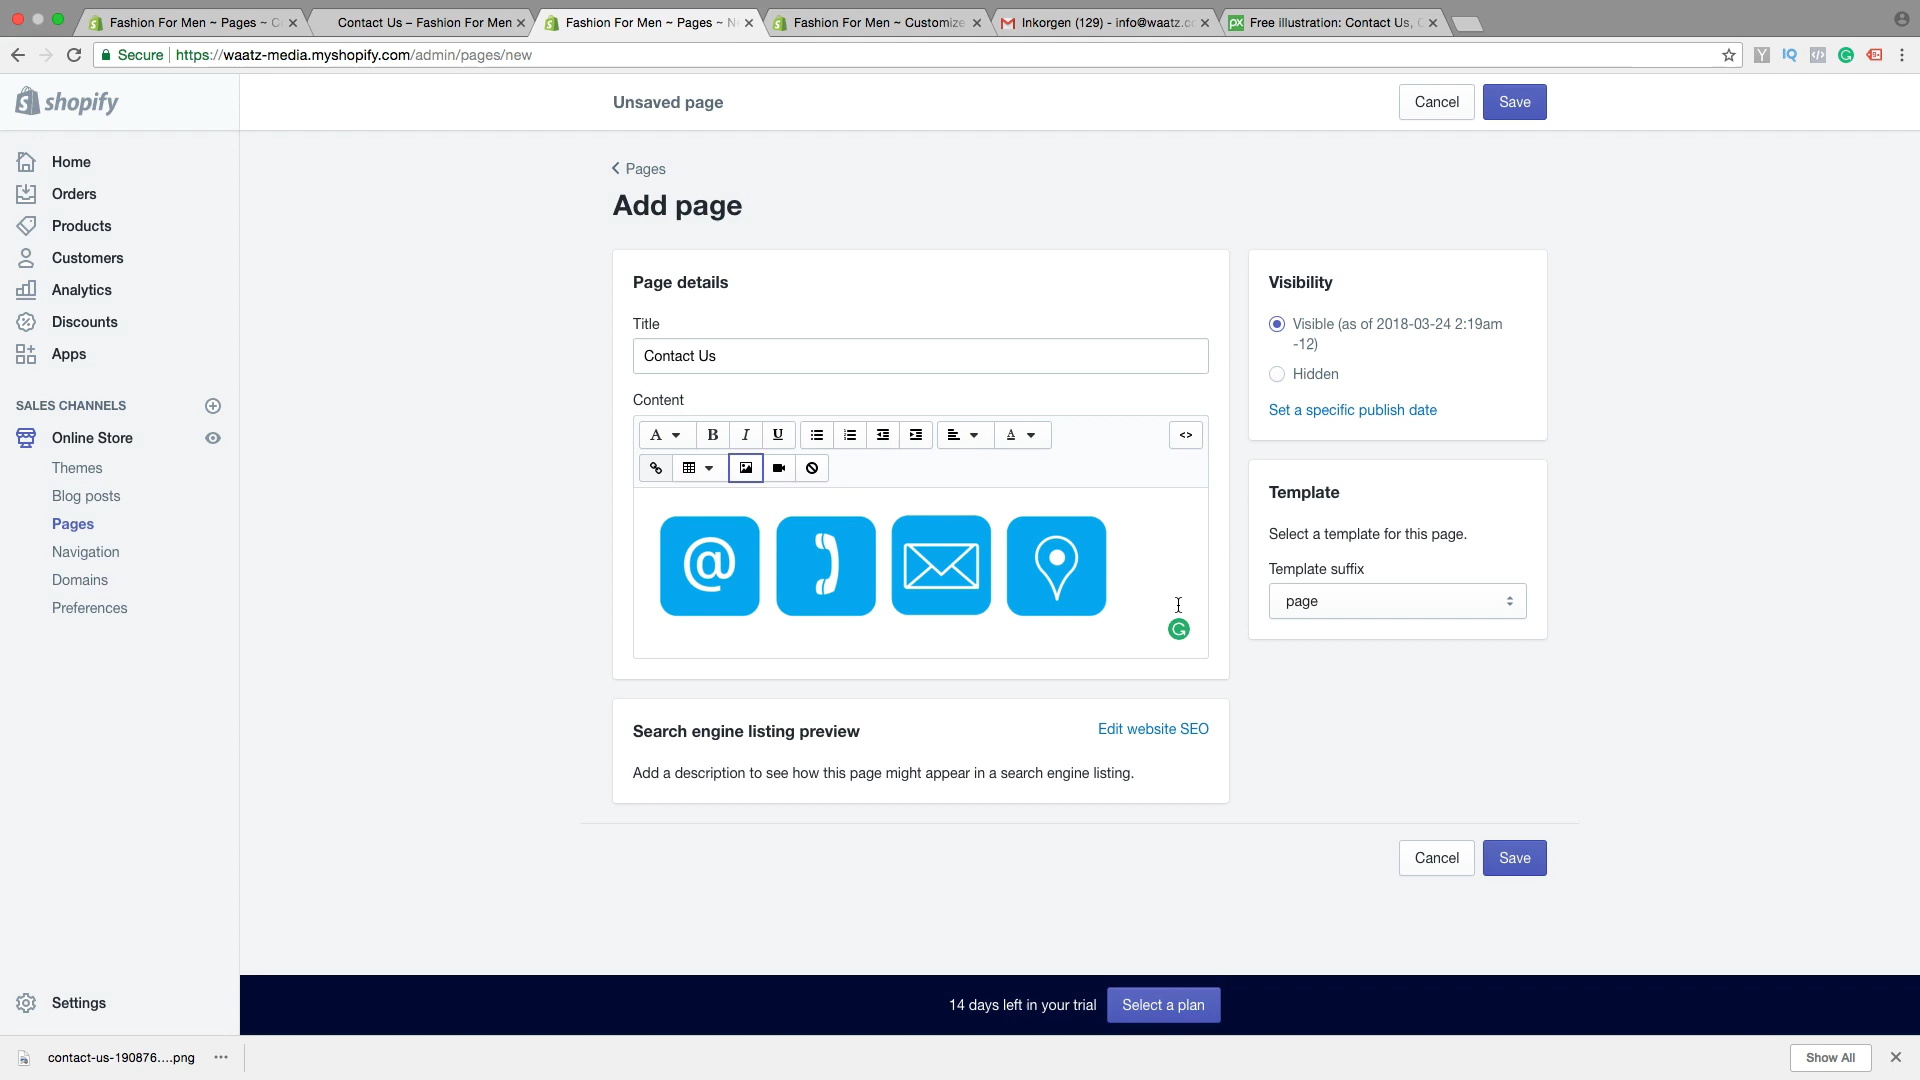 Fashion For Men ~ Pages ~ C
Contact Us – Fashion For Men
Fashion For Men ~ Pages ~ N
Fashion For Men ~ Customize
Inkorgen (129) - info@waatz.c
Free illustration: Contact Us, C
Secure
https://waatz-media.myshopify.com/admin/pages/new
shopify
Unsaved page
Cancel
Save
Home
Orders
Products
Customers
Analytics
Discounts
Apps
SALES CHANNELS
Online Store
Themes
Blog posts
Pages
Navigation
Domains
Preferences
Settings
Pages
Add page
Page details
Title
Contact Us
Content
A
B
I
U
A
<>
@
Search engine listing preview
Edit website SEO
Add a description to see how this page might appear in a search engine listing.
Visibility
Visible (as of 2018-03-24 2:19am
-12)
Hidden
Set a specific publish date
Template
Select a template for this page.
Template suffix
page
Cancel
Save
14 days left in your trial
Select a plan
contact-us-190876....png
Show All